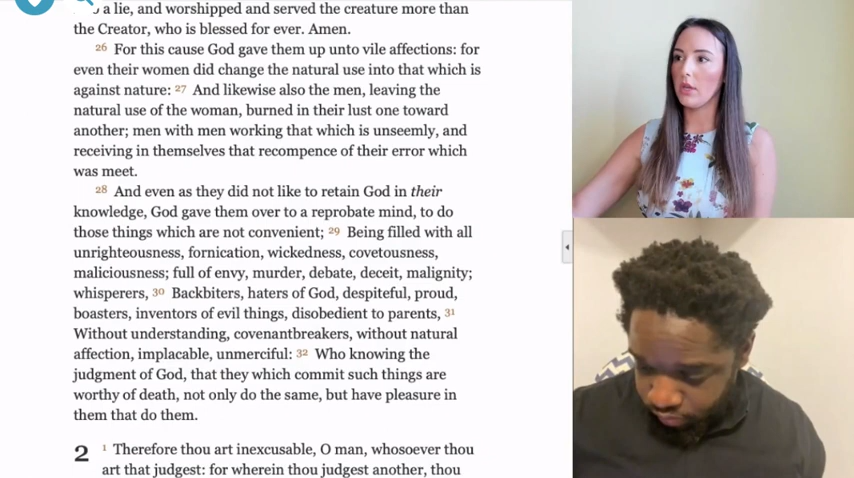 a lie, and worshipped and served the creature more than
the Creator, who is blessed for ever. Amen.
26 For this cause God gave them up unto vile affections: for
even their women did change the natural use into that which is
against nature: 27 And likewise also the men, leaving the
natural use of the woman, burned in their lust one toward
another; men with men working that which is unseemly, and
receiving in themselves that recompence of their error which
was meet.
28 And even as they did not like to retain God in their
knowledge, God gave them over to a reprobate mind, to do
those things which are not convenient; 29 Being filled with all
unrighteousness, fornication, wickedness, covetousness,
maliciousness; full of envy, murder, debate, deceit, malignity;
whisperers, 30 Backbiters, haters of God, despiteful, proud,
boasters, inventors of evil things, disobedient to parents, 31
Without understanding, covenantbreakers, without natural
affection, implacable, unmerciful: 32 Who knowing the
judgment of God, that they which commit such things are
worthy of death, not only do the same, but have pleasure in
them that do them.
2 1 Therefore thou art inexcusable, O man, whosoever thou
art that judgest: for wherein thou judgest another, thou